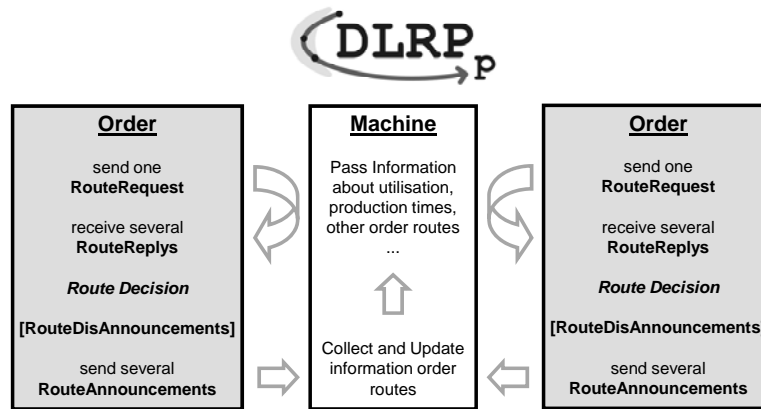 DLRP
p
Order
send one
RouteRequest
receive several
RouteReplys
Route Decision
[RouteDisAnnouncements]
send several
RouteAnnouncements
Machine
Pass Information
about utilisation,
production times,
other order routes
...
Collect and Update
information order
routes
Order
send one
RouteRequest
receive several
RouteReplys
Route Decision
[RouteDisAnnouncements
send several
RouteAnnouncements